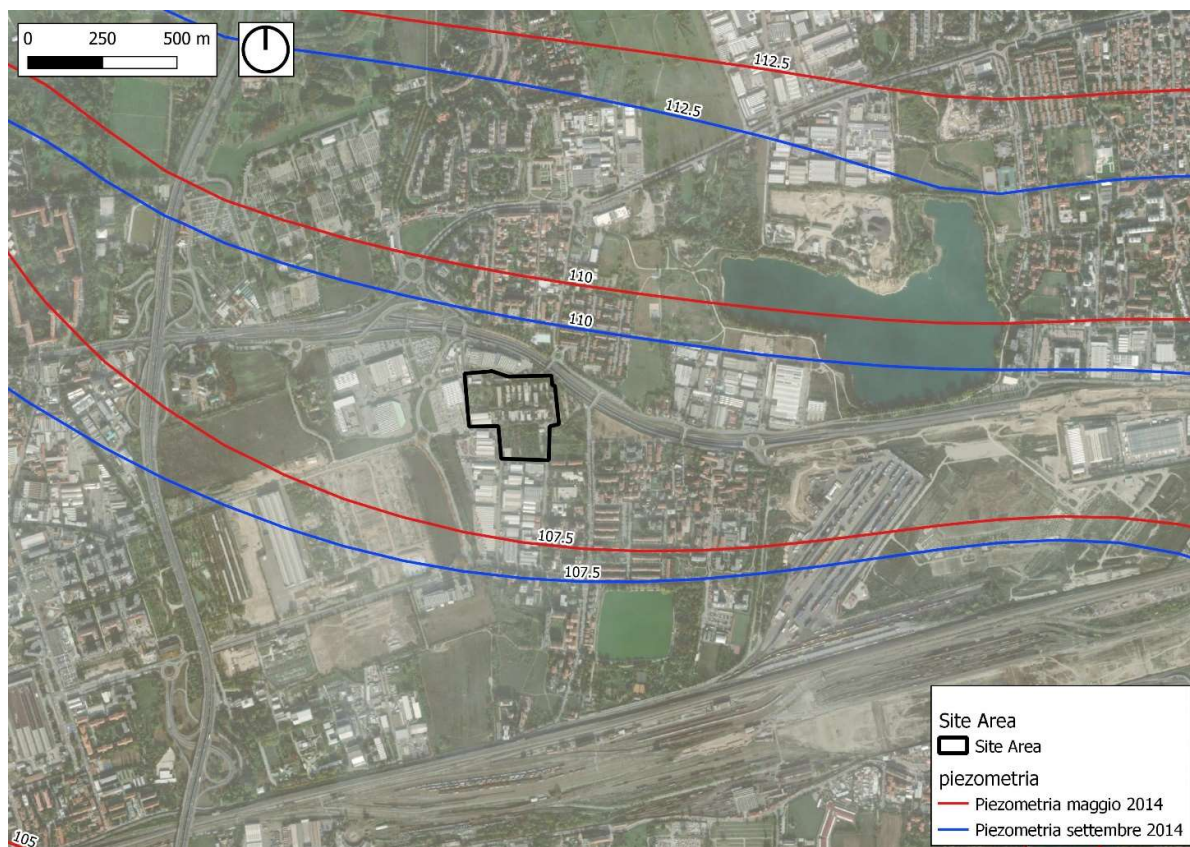 0 250 500 m
112.5
112.5
110
110
107.5
107.5
105
Site Area
Site Area
piezometria
Piezometria maggio 2014
Piezometria settembre 2014